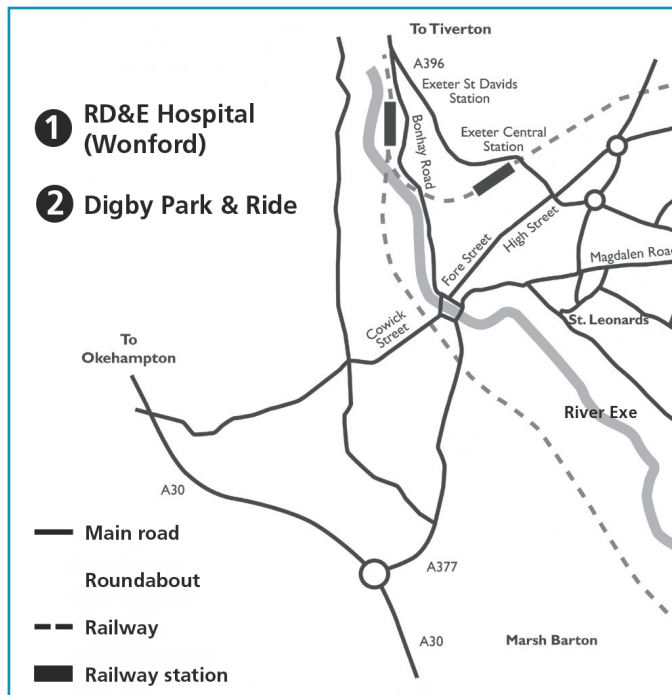 To Tiverton
A396
Exeter St Davids
Station
Exeter Central
Station
Bonhay Road
1 RD&E Hospital
(Wonford)
2 Digby Park & Ride
Fore Street
High Street
Magdalen Roa
St. Leonards
Cowick
Street
To
Okehampton
River Exe
A30
Main road
Roundabout
A377
Railway
A30
Marsh Barton
Railway station